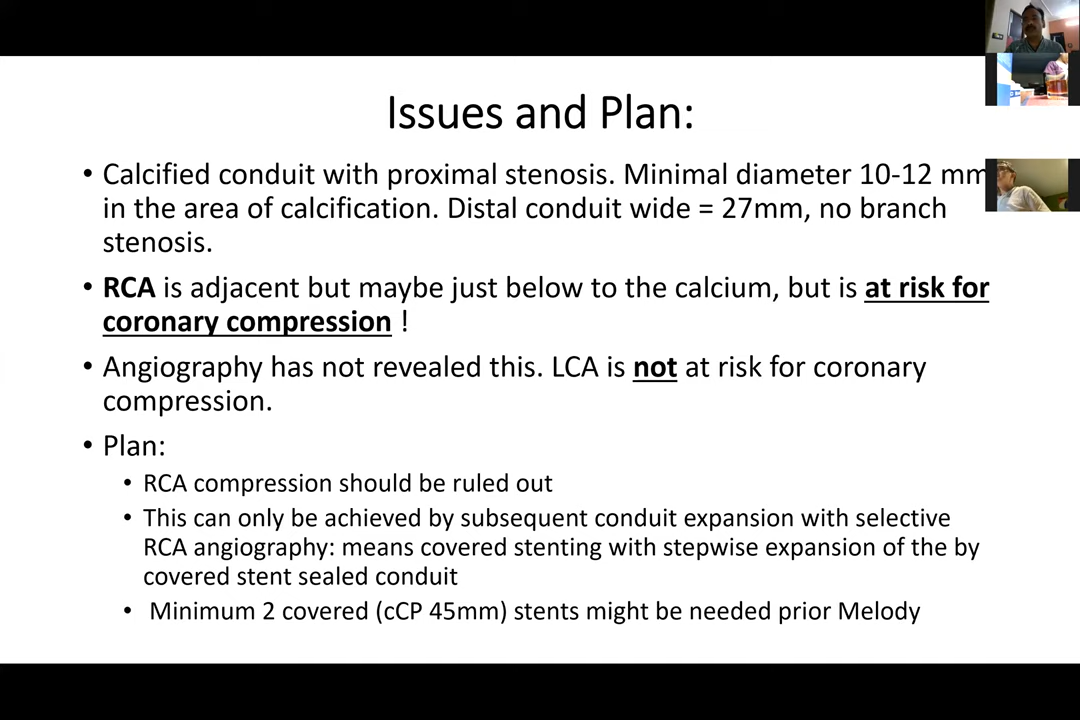 Issues and Plan:
• Calcified conduit with proximal stenosis. Minimal diameter 10-12 mm
in the area of calcification. Distal conduit wide = 27mm, no branch
stenosis.
• RCA is adjacent but maybe just below to the calcium, but is at risk for
coronary compression !
• Angiography has not revealed this. LCA is not at risk for coronary
compression.
• Plan:
• RCA compression should be ruled out
• This can only be achieved by subsequent conduit expansion with selective
RCA angiography: means covered stenting with stepwise expansion of the by
covered stent sealed conduit
• Minimum 2 covered (cCP 45mm) stents might be needed prior Melody